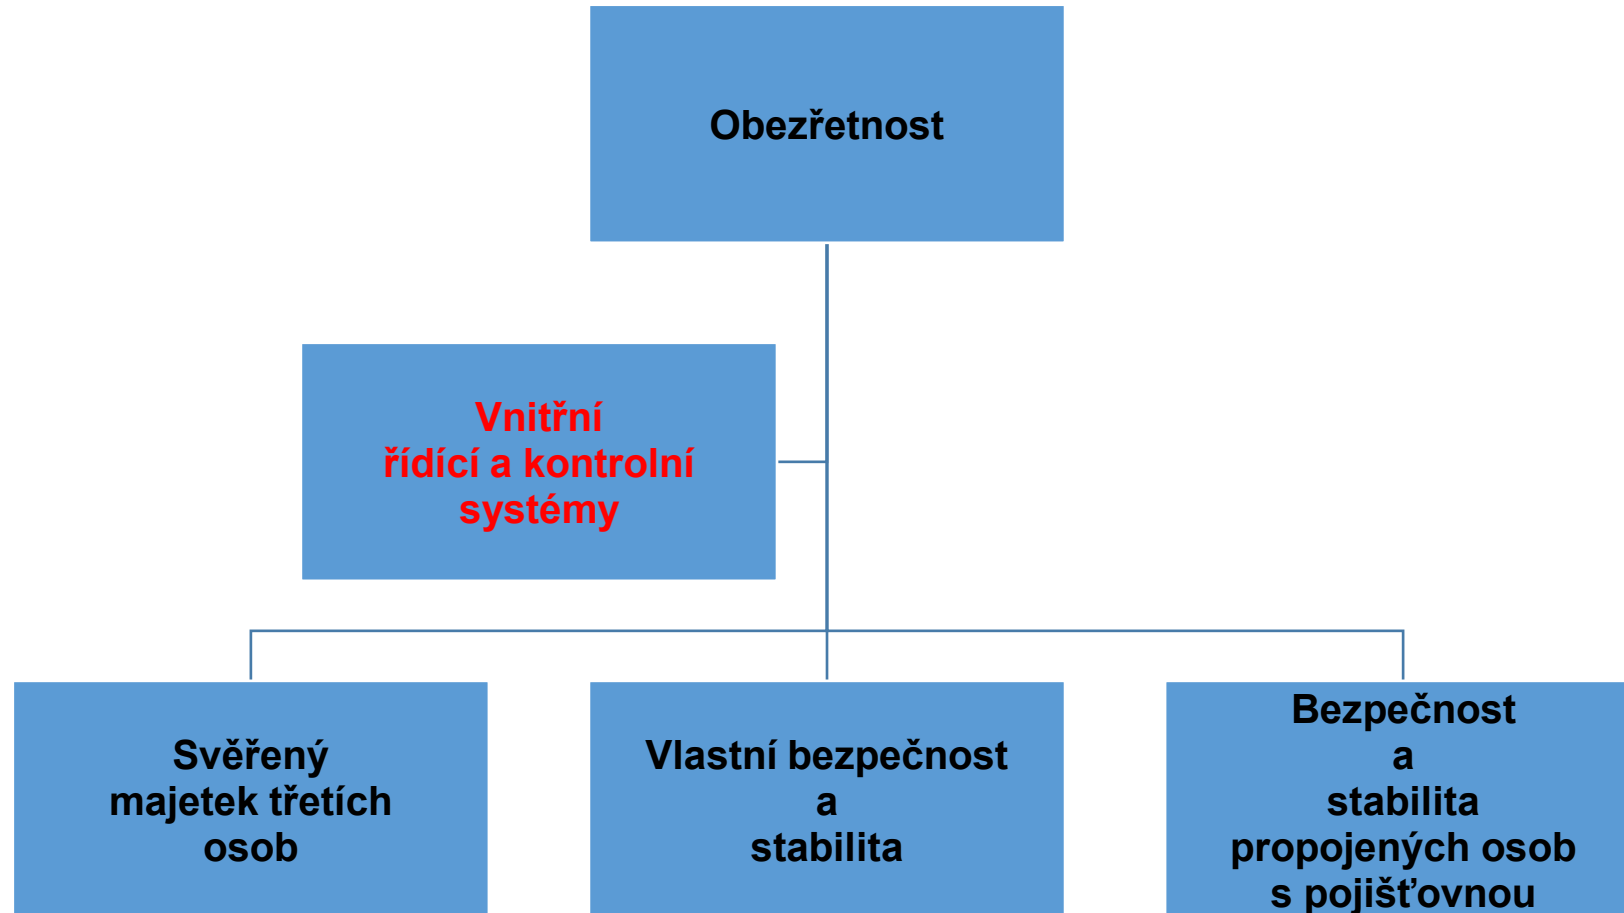 Obezřetnost
Vnitřní
řídící a kontrolní
systémy
Svěřený
majetek třetích
osob
Vlastní bezpečnost
a
stabilita
Bezpečnost
a
stabilita
propojených osob
s pojišťovnou